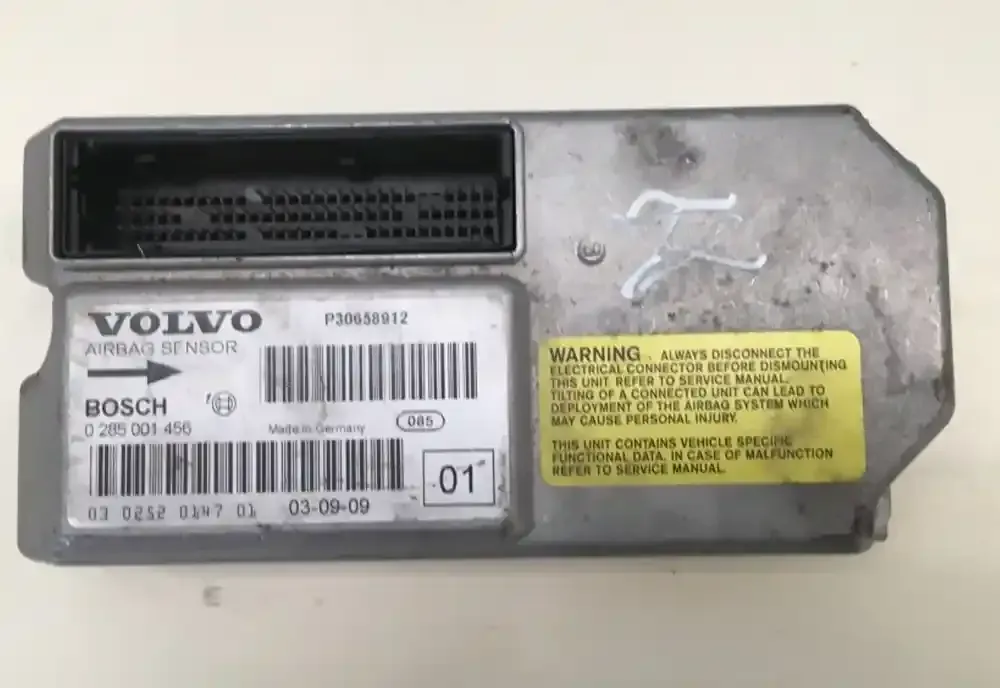 VOLVO
P30658912
AIRBAG SENSOR
BOSCH
0 285 001 456
Made in Germany
085
03 0252 0147 01
03-09-09
01
WARNING. ALWAYS DISCONNECT THE
ELECTRICAL CONNECTOR BEFORE DISMOUNTING
THIS UNIT REFER TO SERVICE MANUAL.
TILTING OF A CONNECTED UNIT CAN LEAD TO
DEPLOYMENT OF THE AIRBAG SYSTEM WHICH
MAY CAUSE PERSONAL INJURY.
THIS UNIT CONTAINS VEHICLE SPECIFIC
FUNCTIONAL DATA. IN CASE OF MALFUNCTION
REFER TO SERVICE MANUAL.